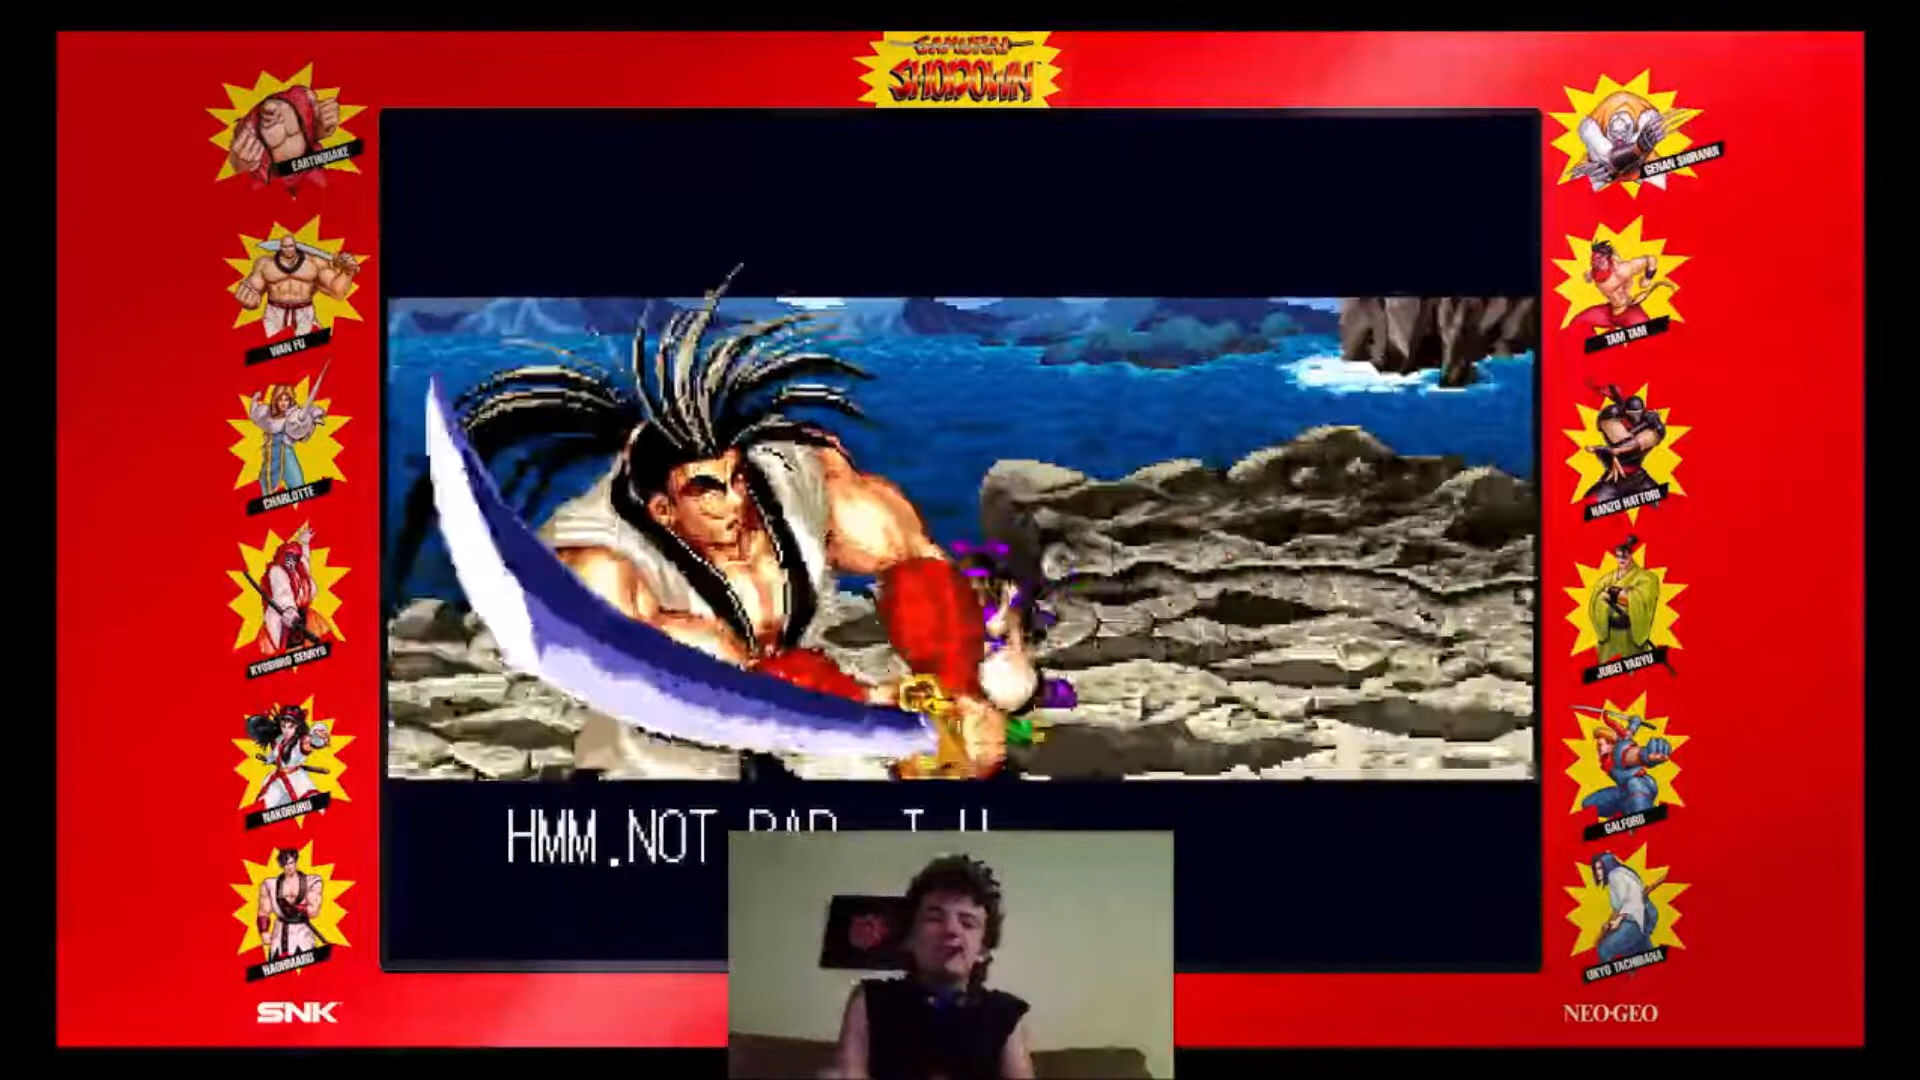 SAMURAI
SHODOWN
EARTHQUAKE
GENAN SHIRANUI
WAN FU
TAM TAM
CHARLOTTE
HANZO HATTORI
KYOSHIRO SENRYO
JUBEI YAGYU
NAKORURU
GALFORD
HAOHMARU
UKYO TACHIBANA
HMM.NOT BAD. I
SNK
NEO·GEO